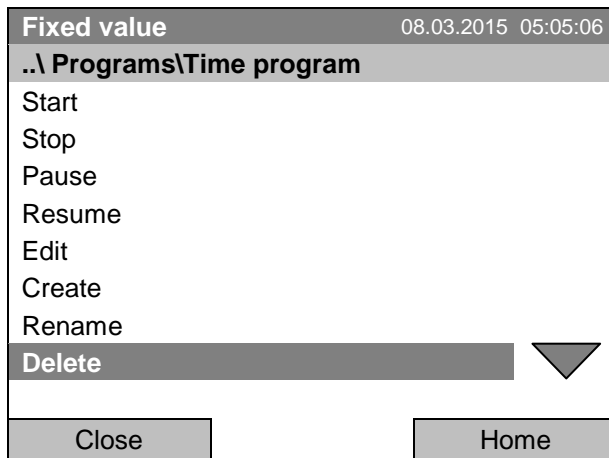 Fixed value 08.03.2015 05:05:06
..\ Programs\Time program
Start
Stop
Pause
Resume
Edit
Create
Rename
Delete
Close Home